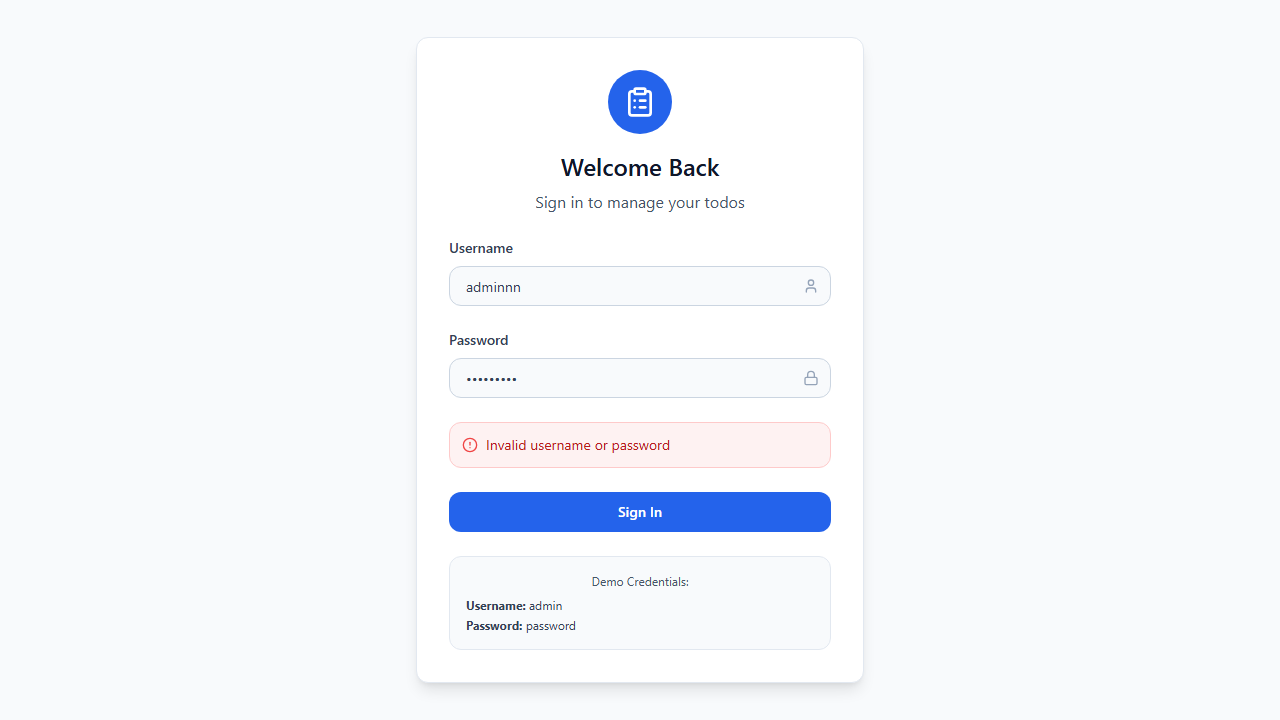 Welcome Back
Sign in to manage your todos
Username
adminnn
Password
•••••••••
Invalid username or password
Sign In
Demo Credentials:
Username: admin
Password: password